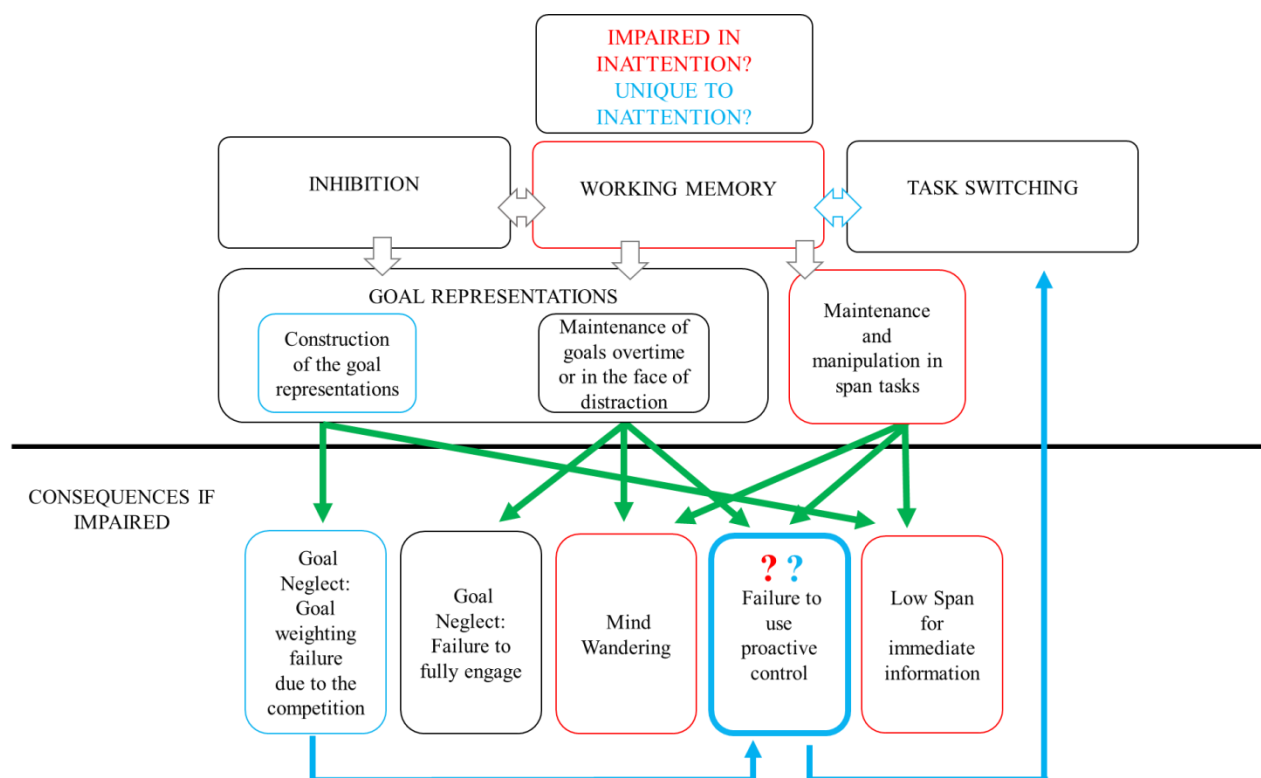 IMPAIRED IN
INATTENTION?
UNIQUE TO
INATTENTION?
INHIBITION
WORKING MEMORY
TASK SWITCHING
GOAL REPRESENTATIONS
Construction
of the goal
representations
Maintenance of
goals overtime
or in the face of
distraction
Maintenance
and
manipulation in
span tasks
CONSEQUENCES IF
IMPAIRED
Goal
Neglect:
Goal
weighting
failure
due to the
competition
Goal
Neglect:
Failure to
fully engage
Mind
Wandering
? ?
Failure to
use
proactive
control
Low Span
for
immediate
information